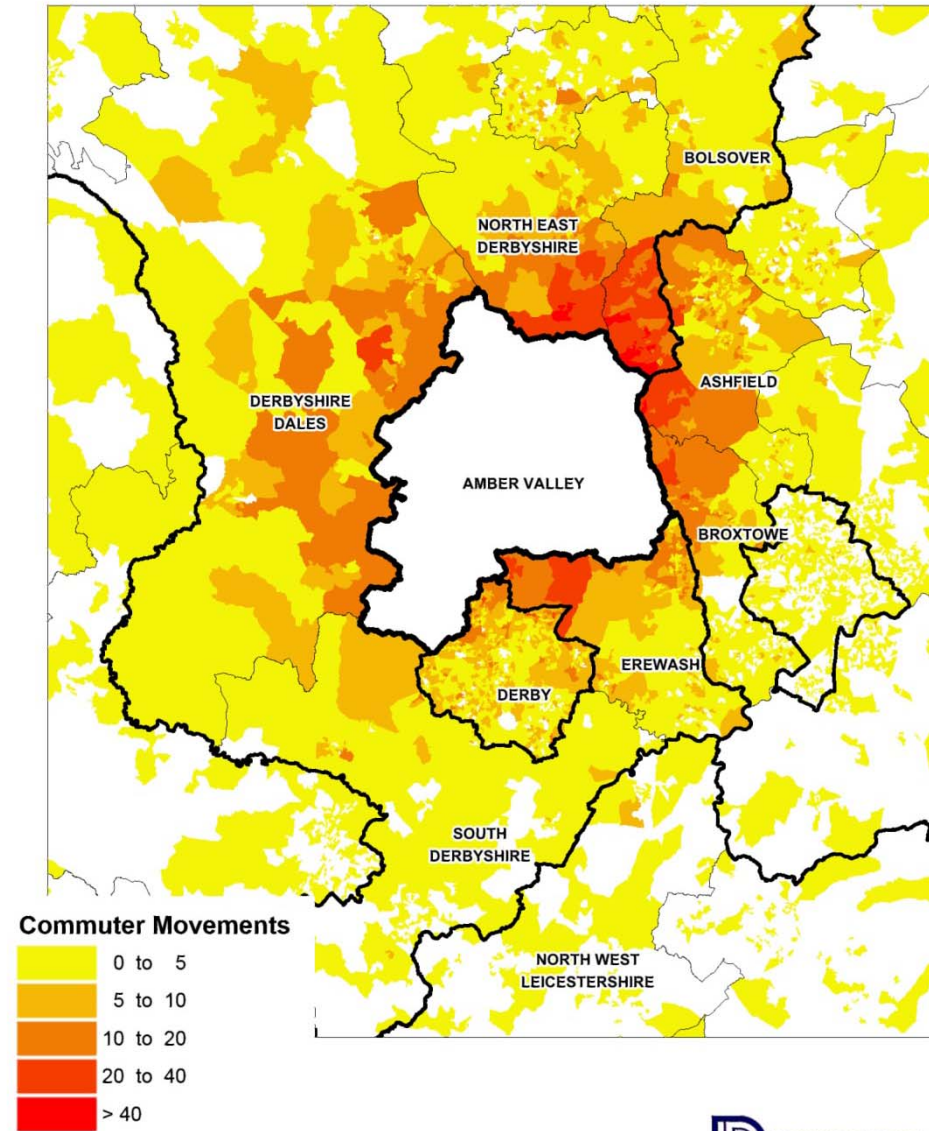 BOLSOVER
NORTH EAST
DERBYSHIRE
ASHFIELD
DERBYSHIRE
DALES
AMBER VALLEY
BROXTOWE
EREWASH
DERBY
SOUTH
DERBYSHIRE
NORTH WEST
LEICESTERSHIRE
Commuter Movements
0 to 5
5 to 10
10 to 20
20 to 40
> 40